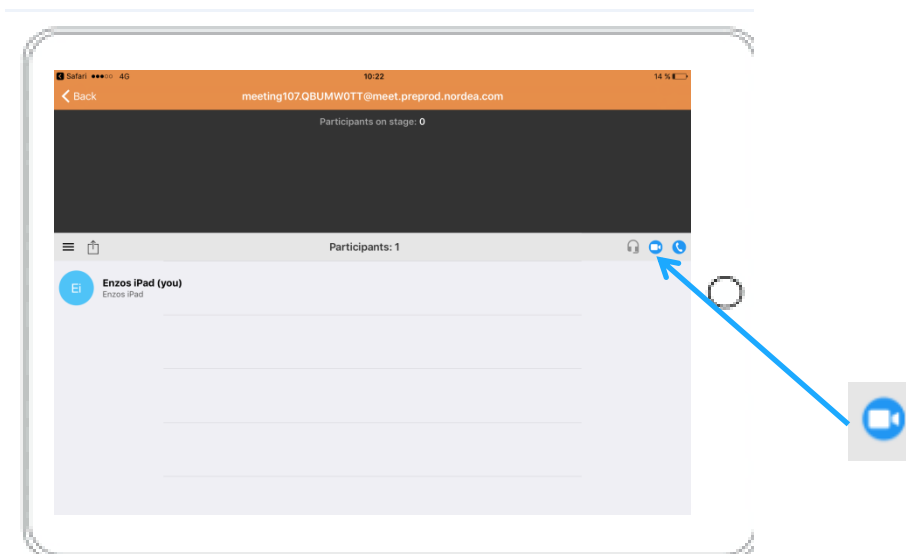 Safari 4G 10:22 14 %
Back meeting107.QBUMW0TT@meet.preprod.nordea.com
Participants on stage: 0
Participants: 1
Ei Enzos iPad (you)
Enzos iPad